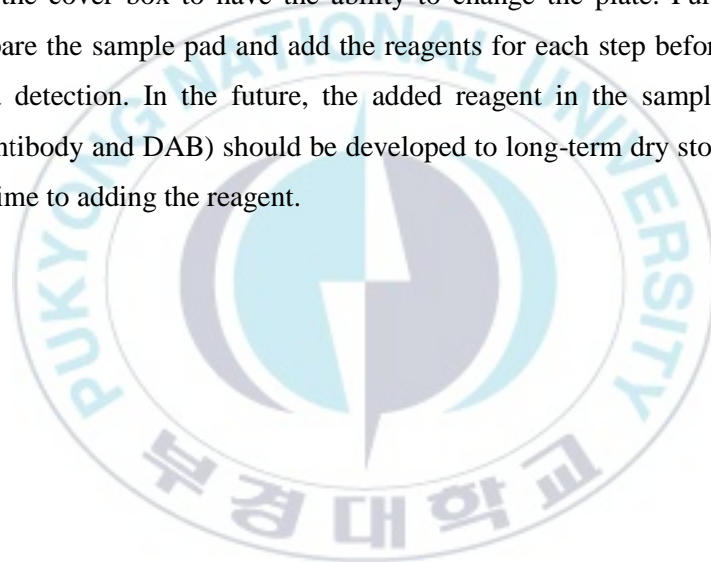 the cover box to have the ability to change the plate.
pare the sample pad and add the reagents for each step befor
detection. In the future, the added reagent in the sampl
ntibody and DAB) should be developed to long-term dry sto
ime to adding the reagent.
PUKYONG NATIONAL UNIVERSITY
부경대학교